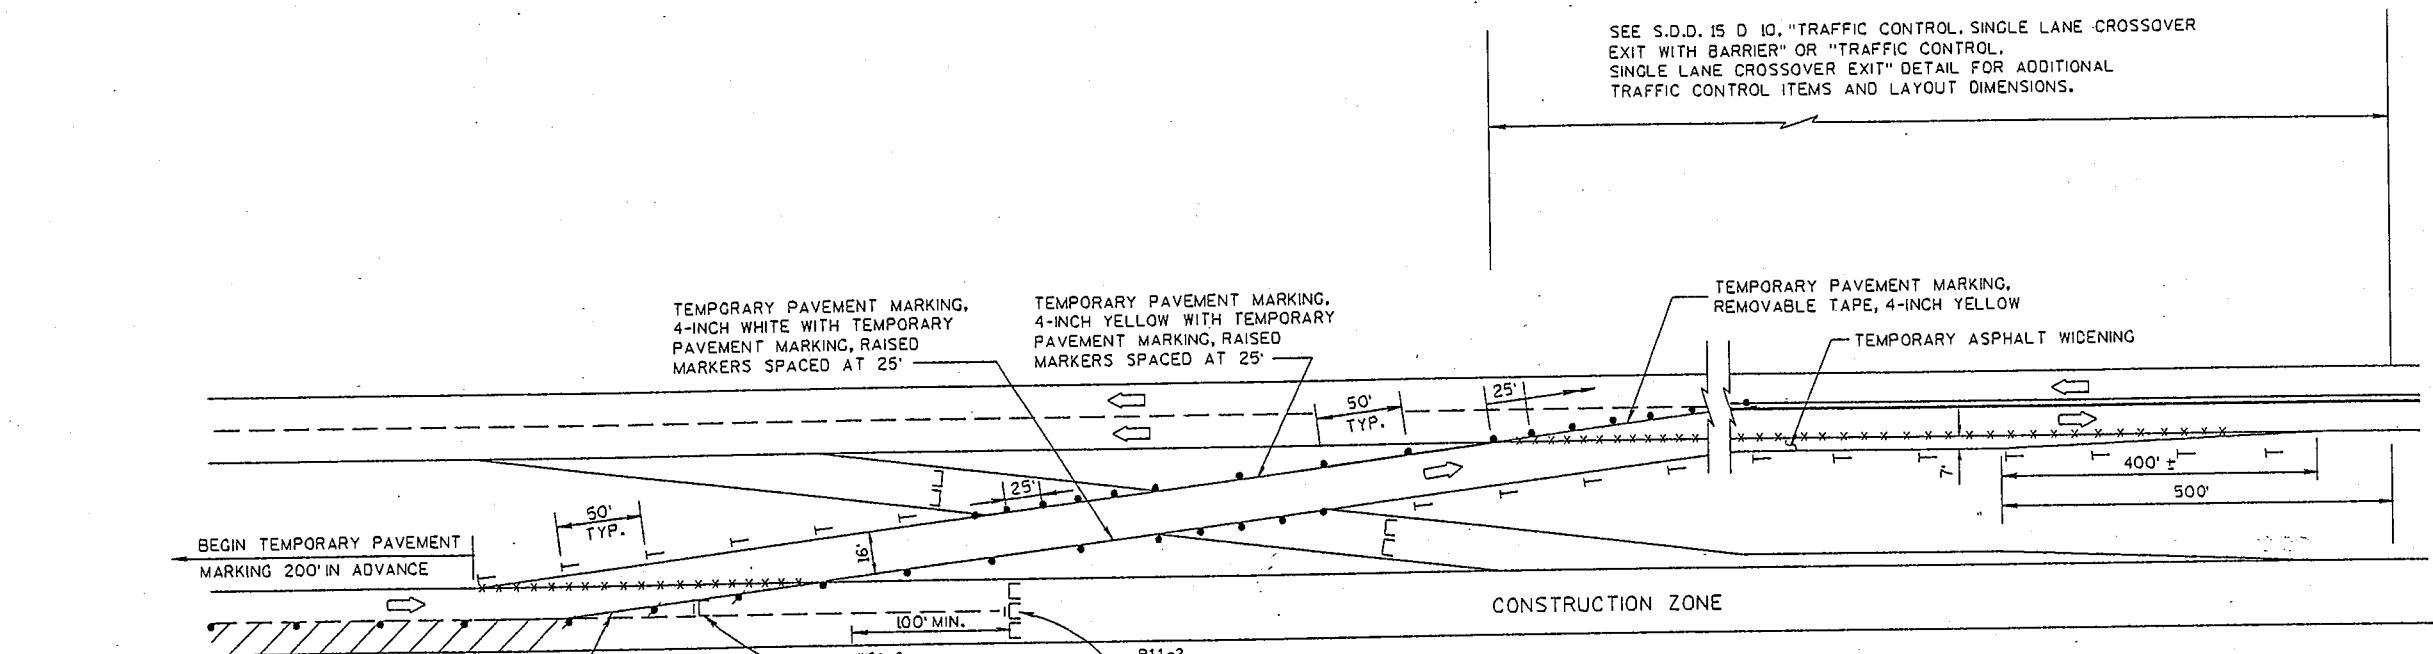 SEE S.D.D. 15 D 10, "TRAFFIC CONTROL, SINGLE LANE CROSSOVER
EXIT WITH BARRIER" OR "TRAFFIC CONTROL,
SINGLE LANE CROSSOVER EXIT" DETAIL FOR ADDITIONAL
TRAFFIC CONTROL ITEMS AND LAYOUT DIMENSIONS.
TEMPORARY PAVEMENT MARKING,
4-INCH WHITE WITH TEMPORARY
PAVEMENT MARKING, RAISED
MARKERS SPACED AT 25'
TEMPORARY PAVEMENT MARKING,
4-INCH YELLOW WITH TEMPORARY
PAVEMENT MARKING, RAISED
MARKERS SPACED AT 25'
TEMPORARY PAVEMENT MARKING,
REMOVABLE TAPE, 4-INCH YELLOW
TEMPORARY ASPHALT WIDENING
50'
TYP.
25'
7'
400' ±
500'
25'
50'
TYP.
16'
BEGIN TEMPORARY PAVEMENT
MARKING 200' IN ADVANCE
100' MIN.
CONSTRUCTION ZONE